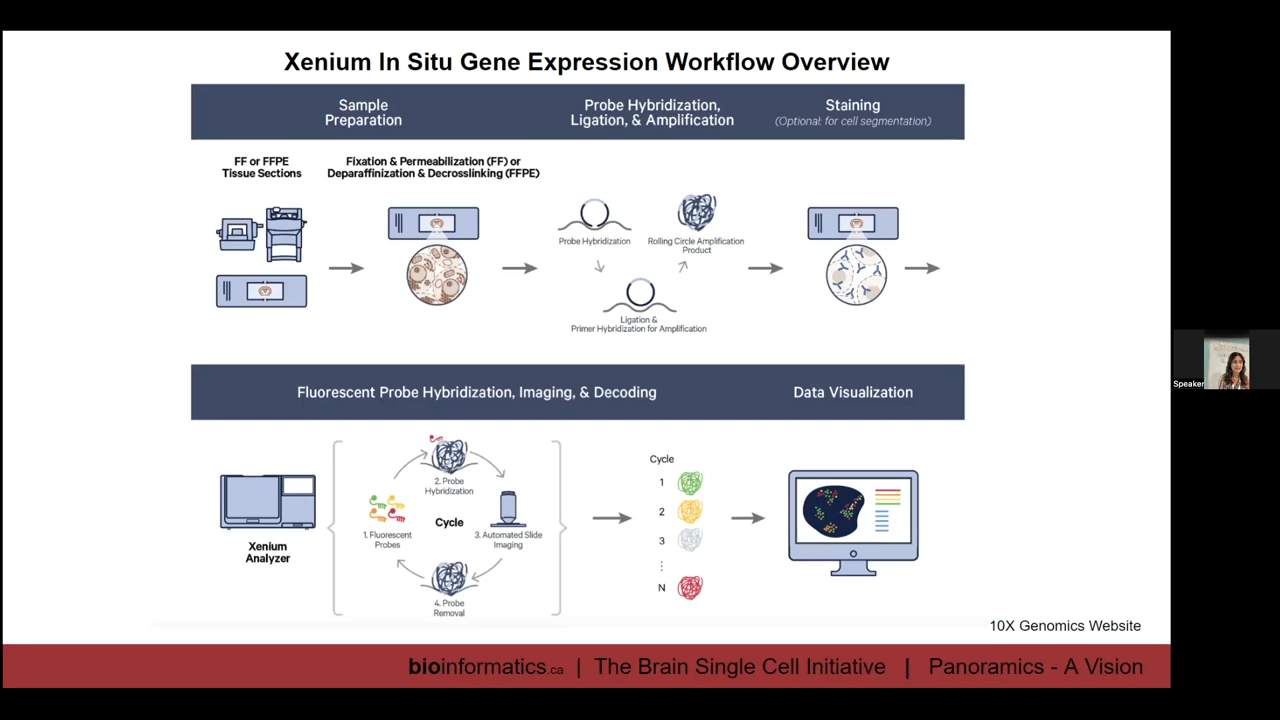 Xenium In Situ Gene Expression Workflow Overview
Sample
Preparation
Probe Hybridization,
Ligation, & Amplification
Staining
(Optional: for cell segmentation)
FF or FFPE
Tissue Sections
Fixation & Permeabilization (FF) or
Deparaffinization & Decrosslinking (FFPE)
Probe Hybridization
Rolling Circle Amplification
Product
Ligation &
Primer Hybridization for Amplification
Fluorescent Probe Hybridization, Imaging, & Decoding
Data Visualization
Xenium
Analyzer
Cycle
1. Fluorescent
Probes
2. Probe
Hybridization
3. Automated Slide
Imaging
4. Probe
Removal
Cycle
1
2
3
⋮
N
10X Genomics Website
bioinformatics.ca | The Brain Single Cell Initiative | Panoramics - A Vision
Speaker